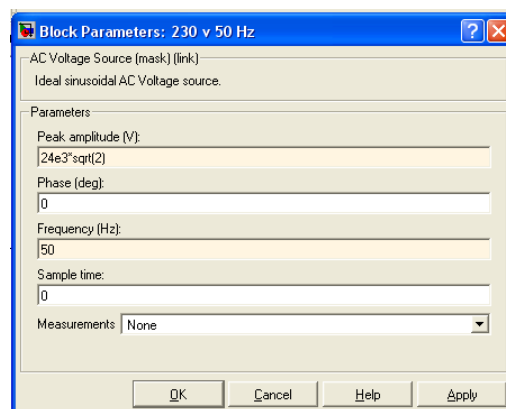 Block Parameters: 230 v 50 Hz
AC Voltage Source (mask) (link)
Ideal sinusoidal AC Voltage source.
Parameters
Peak amplitude (V):
24e3*sqrt(2)
Phase (deg):
0
Frequency (Hz):
50
Sample time:
0
Measurements None
OK Cancel Help Apply